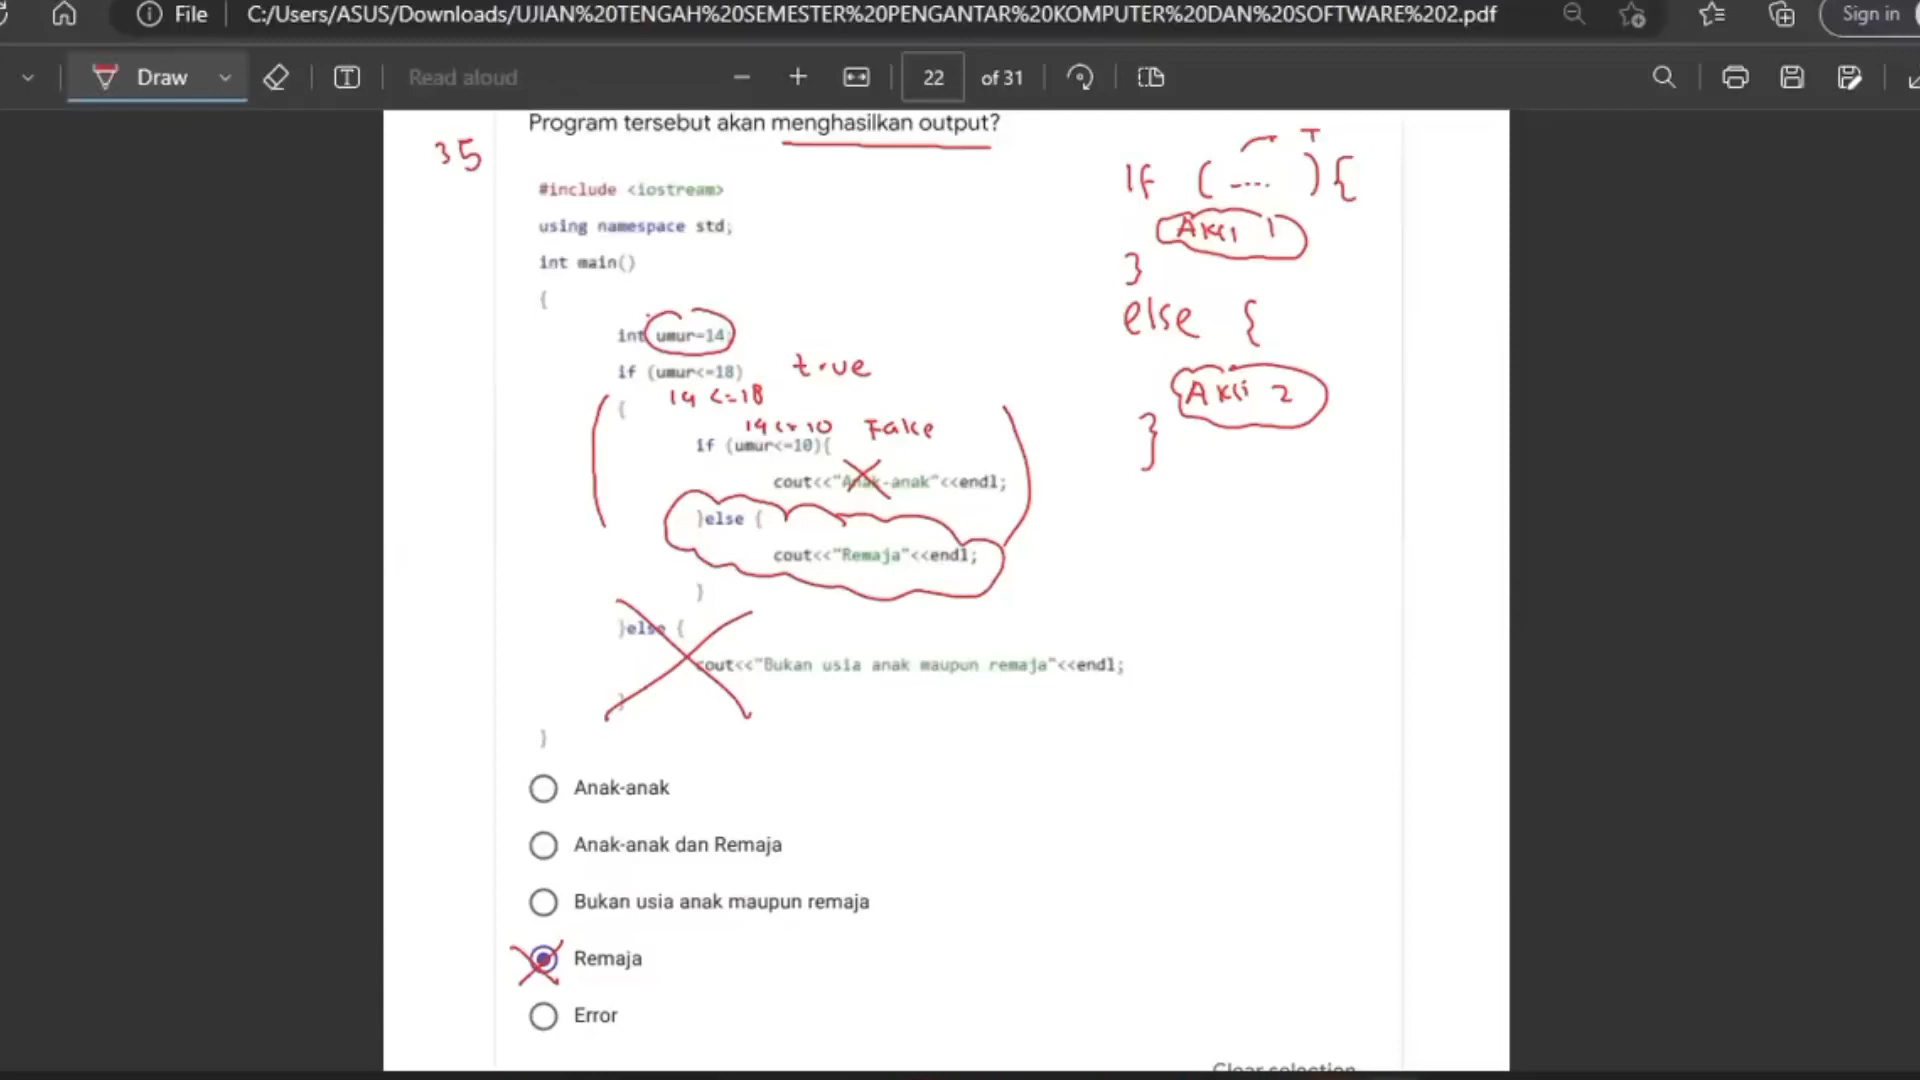 File C:/Users/ASUS/Downloads/UJIAN%20TENGAH%20SEMESTER%20PENGANTAR%20KOMPUTER%20DAN%20SOFTWARE%202.pdf Sign in
Draw Read aloud 22 of 31
Program tersebut akan menghasilkan output?
35
#include <iostream>
using namespace std;
int main()
{
int umur=14;
if (umur<=18) true
14 <=18
{
14 <= 10 False
if (umur<=10){
cout<<"Anak-anak"<<endl;
}else {
cout<<"Remaja"<<endl;
}
}else {
cout<<"Bukan usia anak maupun remaja"<<endl;
}
}
T
If (.... ){
Aksi 1
}
else {
Aksi 2
}
Anak-anak
Anak-anak dan Remaja
Bukan usia anak maupun remaja
Remaja
Error
Clear selection